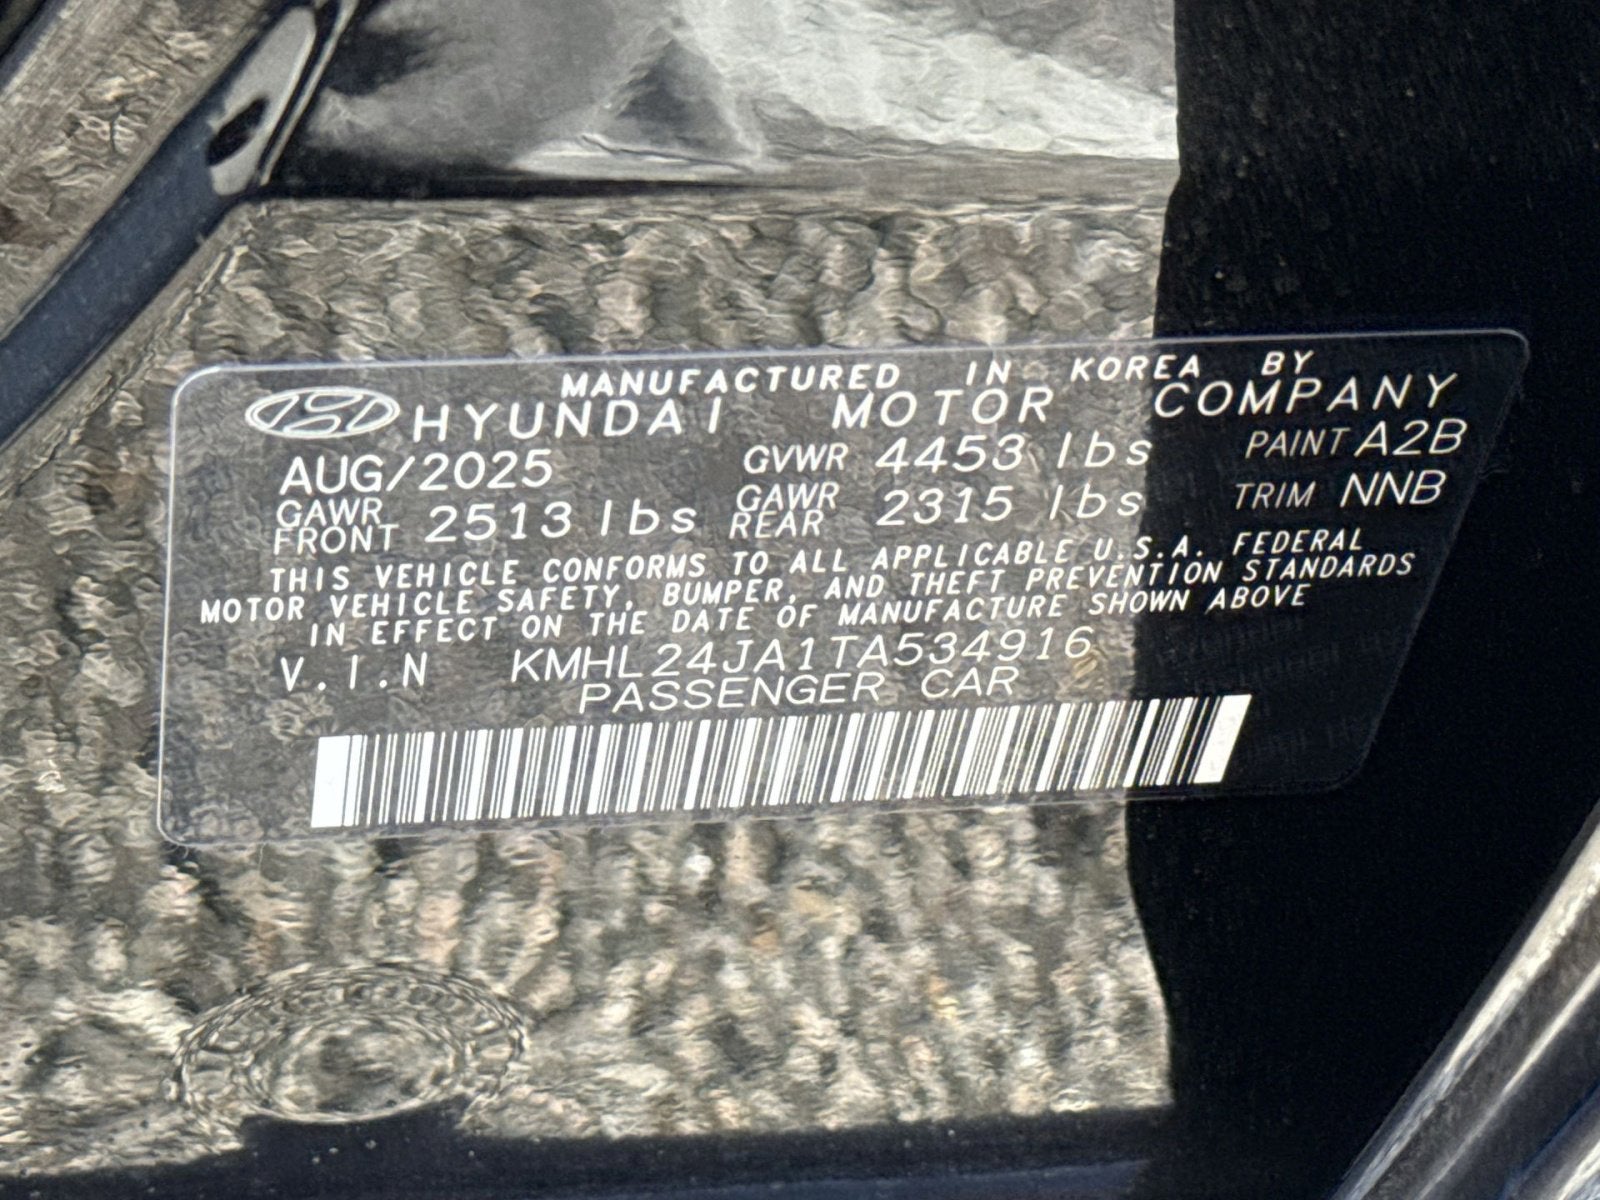 MANUFACTURED IN KOREA BY
HYUNDAI MOTOR COMPANY
AUG/2025 GVWR 4453 lbs PAINT A2B
GAWR FRONT 2513 lbs GAWR REAR 2315 lbs TRIM NNB
THIS VEHICLE CONFORMS TO ALL APPLICABLE U.S.A. FEDERAL
MOTOR VEHICLE SAFETY, BUMPER, AND THEFT PREVENTION STANDARDS
IN EFFECT ON THE DATE OF MANUFACTURE SHOWN ABOVE
V.I.N KMHL24JA1TA534916
PASSENGER CAR